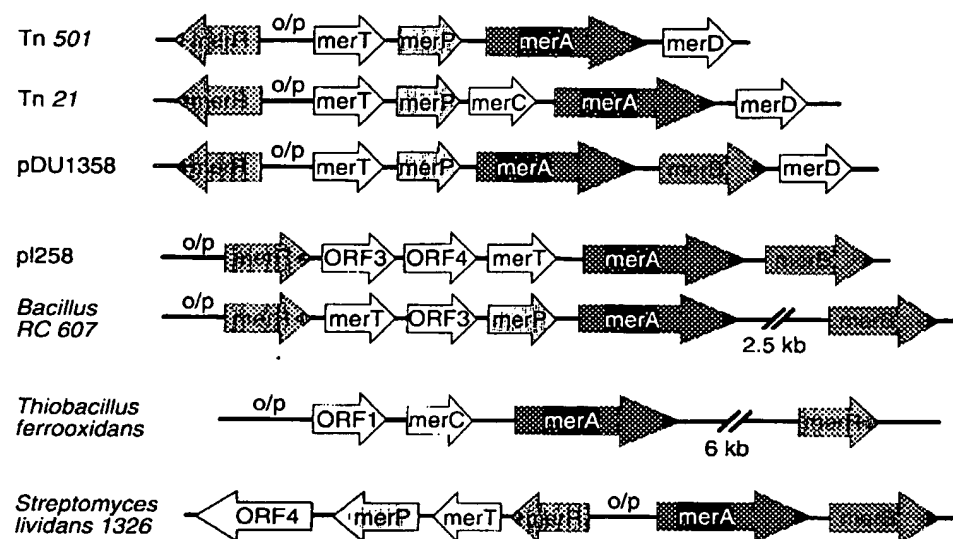 Tn 501 o/p merT merP merA merD
Tn 21 o/p merT merP merC merA merD
pDU1358 o/p merT merP merA merD
pI258 o/p ORF3 ORF4 merT merA
Bacillus
RC 607 o/p merT ORF3 merP merA
2.5 kb
Thiobacillus
ferrooxidans o/p ORF1 merC merA
6 kb
Streptomyces
lividans 1326 ORF4 merP merT o/p merA